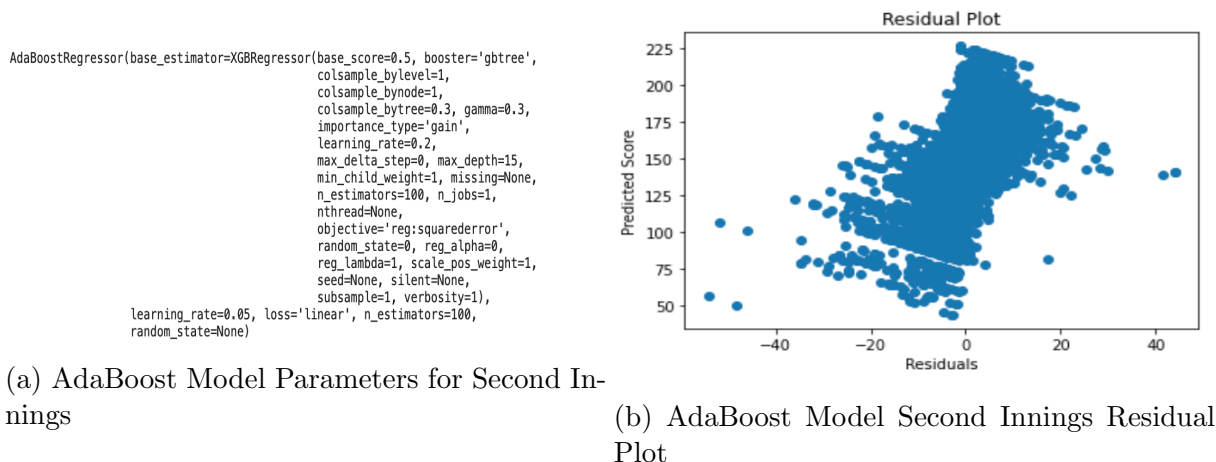 AdaBoostRegressor(base_estimator=XGBRegressor(base_score=0.5, booster='gbtree',
colsample_bylevel=1,
colsample_bynode=1,
colsample_bytree=0.3, gamma=0.3,
importance_type='gain',
learning_rate=0.2,
max_delta_step=0, max_depth=15,
min_child_weight=1, missing=None,
n_estimators=100, n_jobs=1,
nthread=None,
objective='reg:squarederror',
random_state=0, reg_alpha=0,
reg_lambda=1, scale_pos_weight=1,
seed=None, silent=None,
subsample=1, verbosity=1),
learning_rate=0.05, loss='linear', n_estimators=100,
random_state=None)
(a) AdaBoost Model Parameters for Second In-
nings
Residual Plot
Predicted Score
225
200
175
150
125
100
75
50
−40 −20 0 20 40
Residuals
(b) AdaBoost Model Second Innings Residual
Plot